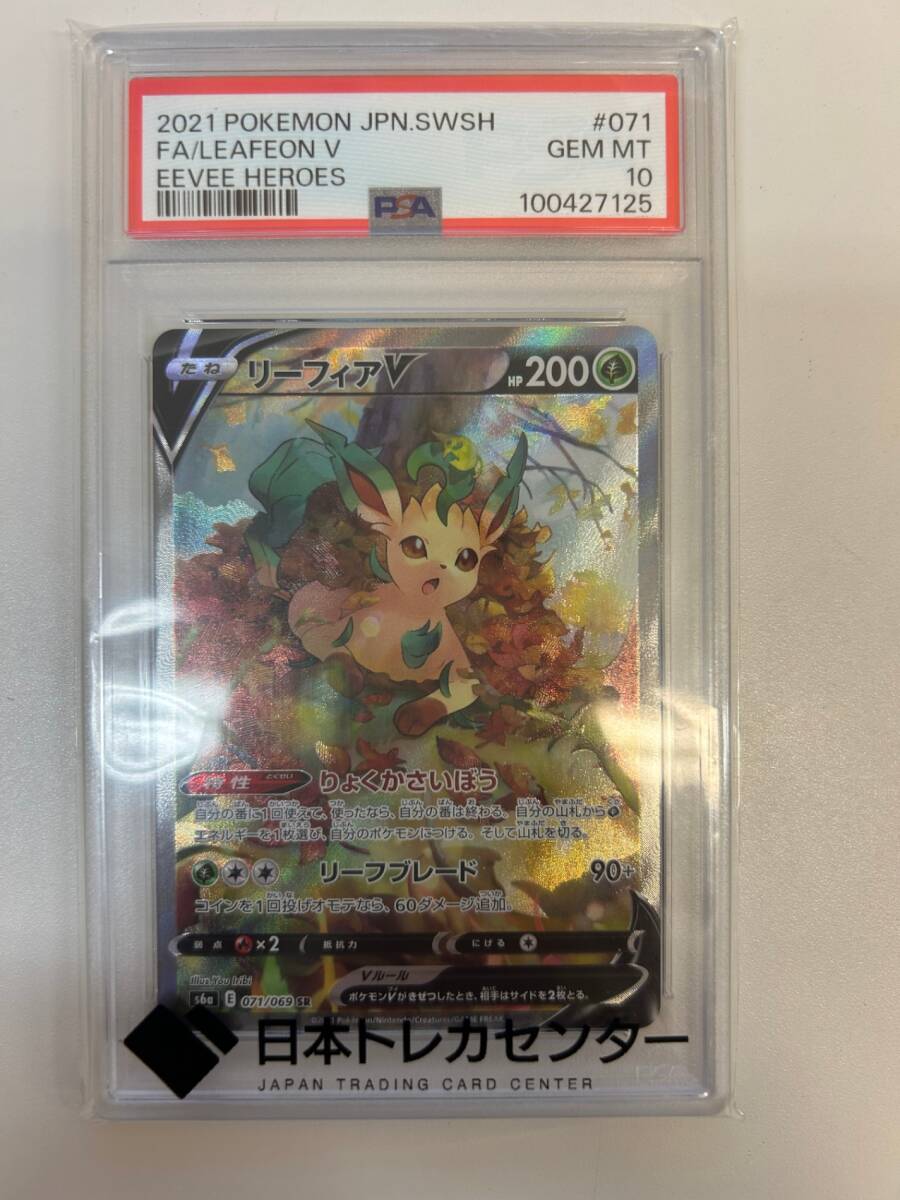 2021 POKEMON JPN.SWSH #071
FA/LEAFEON V GEM MT
EEVEE HEROES 10
PSA 100427125
たね リーフィアV HP200
特性 とくせい りょくかさいぼう
自分の番に1回使えて、使ったなら、自分の番は終わる。自分の山札から
エネルギーを1枚選び、自分のポケモンにつける。そして山札を切る。
リーフブレード 90+
コインを1回投げオモテなら、60ダメージ追加。
弱点 ×2 抵抗力 にげる
Vルール
ポケモンVがきぜつしたとき、相手はサイドを2枚とる。
Illus. You Iribi
s6a E 071/069 SR
日本トレカセンター
JAPAN TRADING CARD CENTER